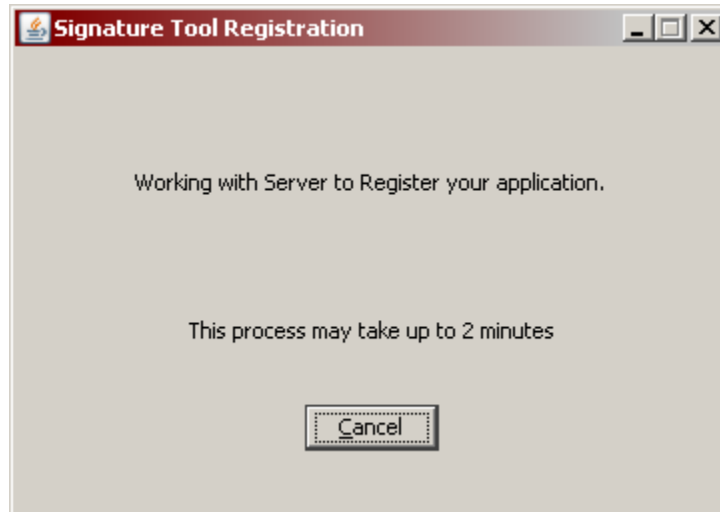 Signature Tool Registration
Working with Server to Register your application.
This process may take up to 2 minutes
Cancel